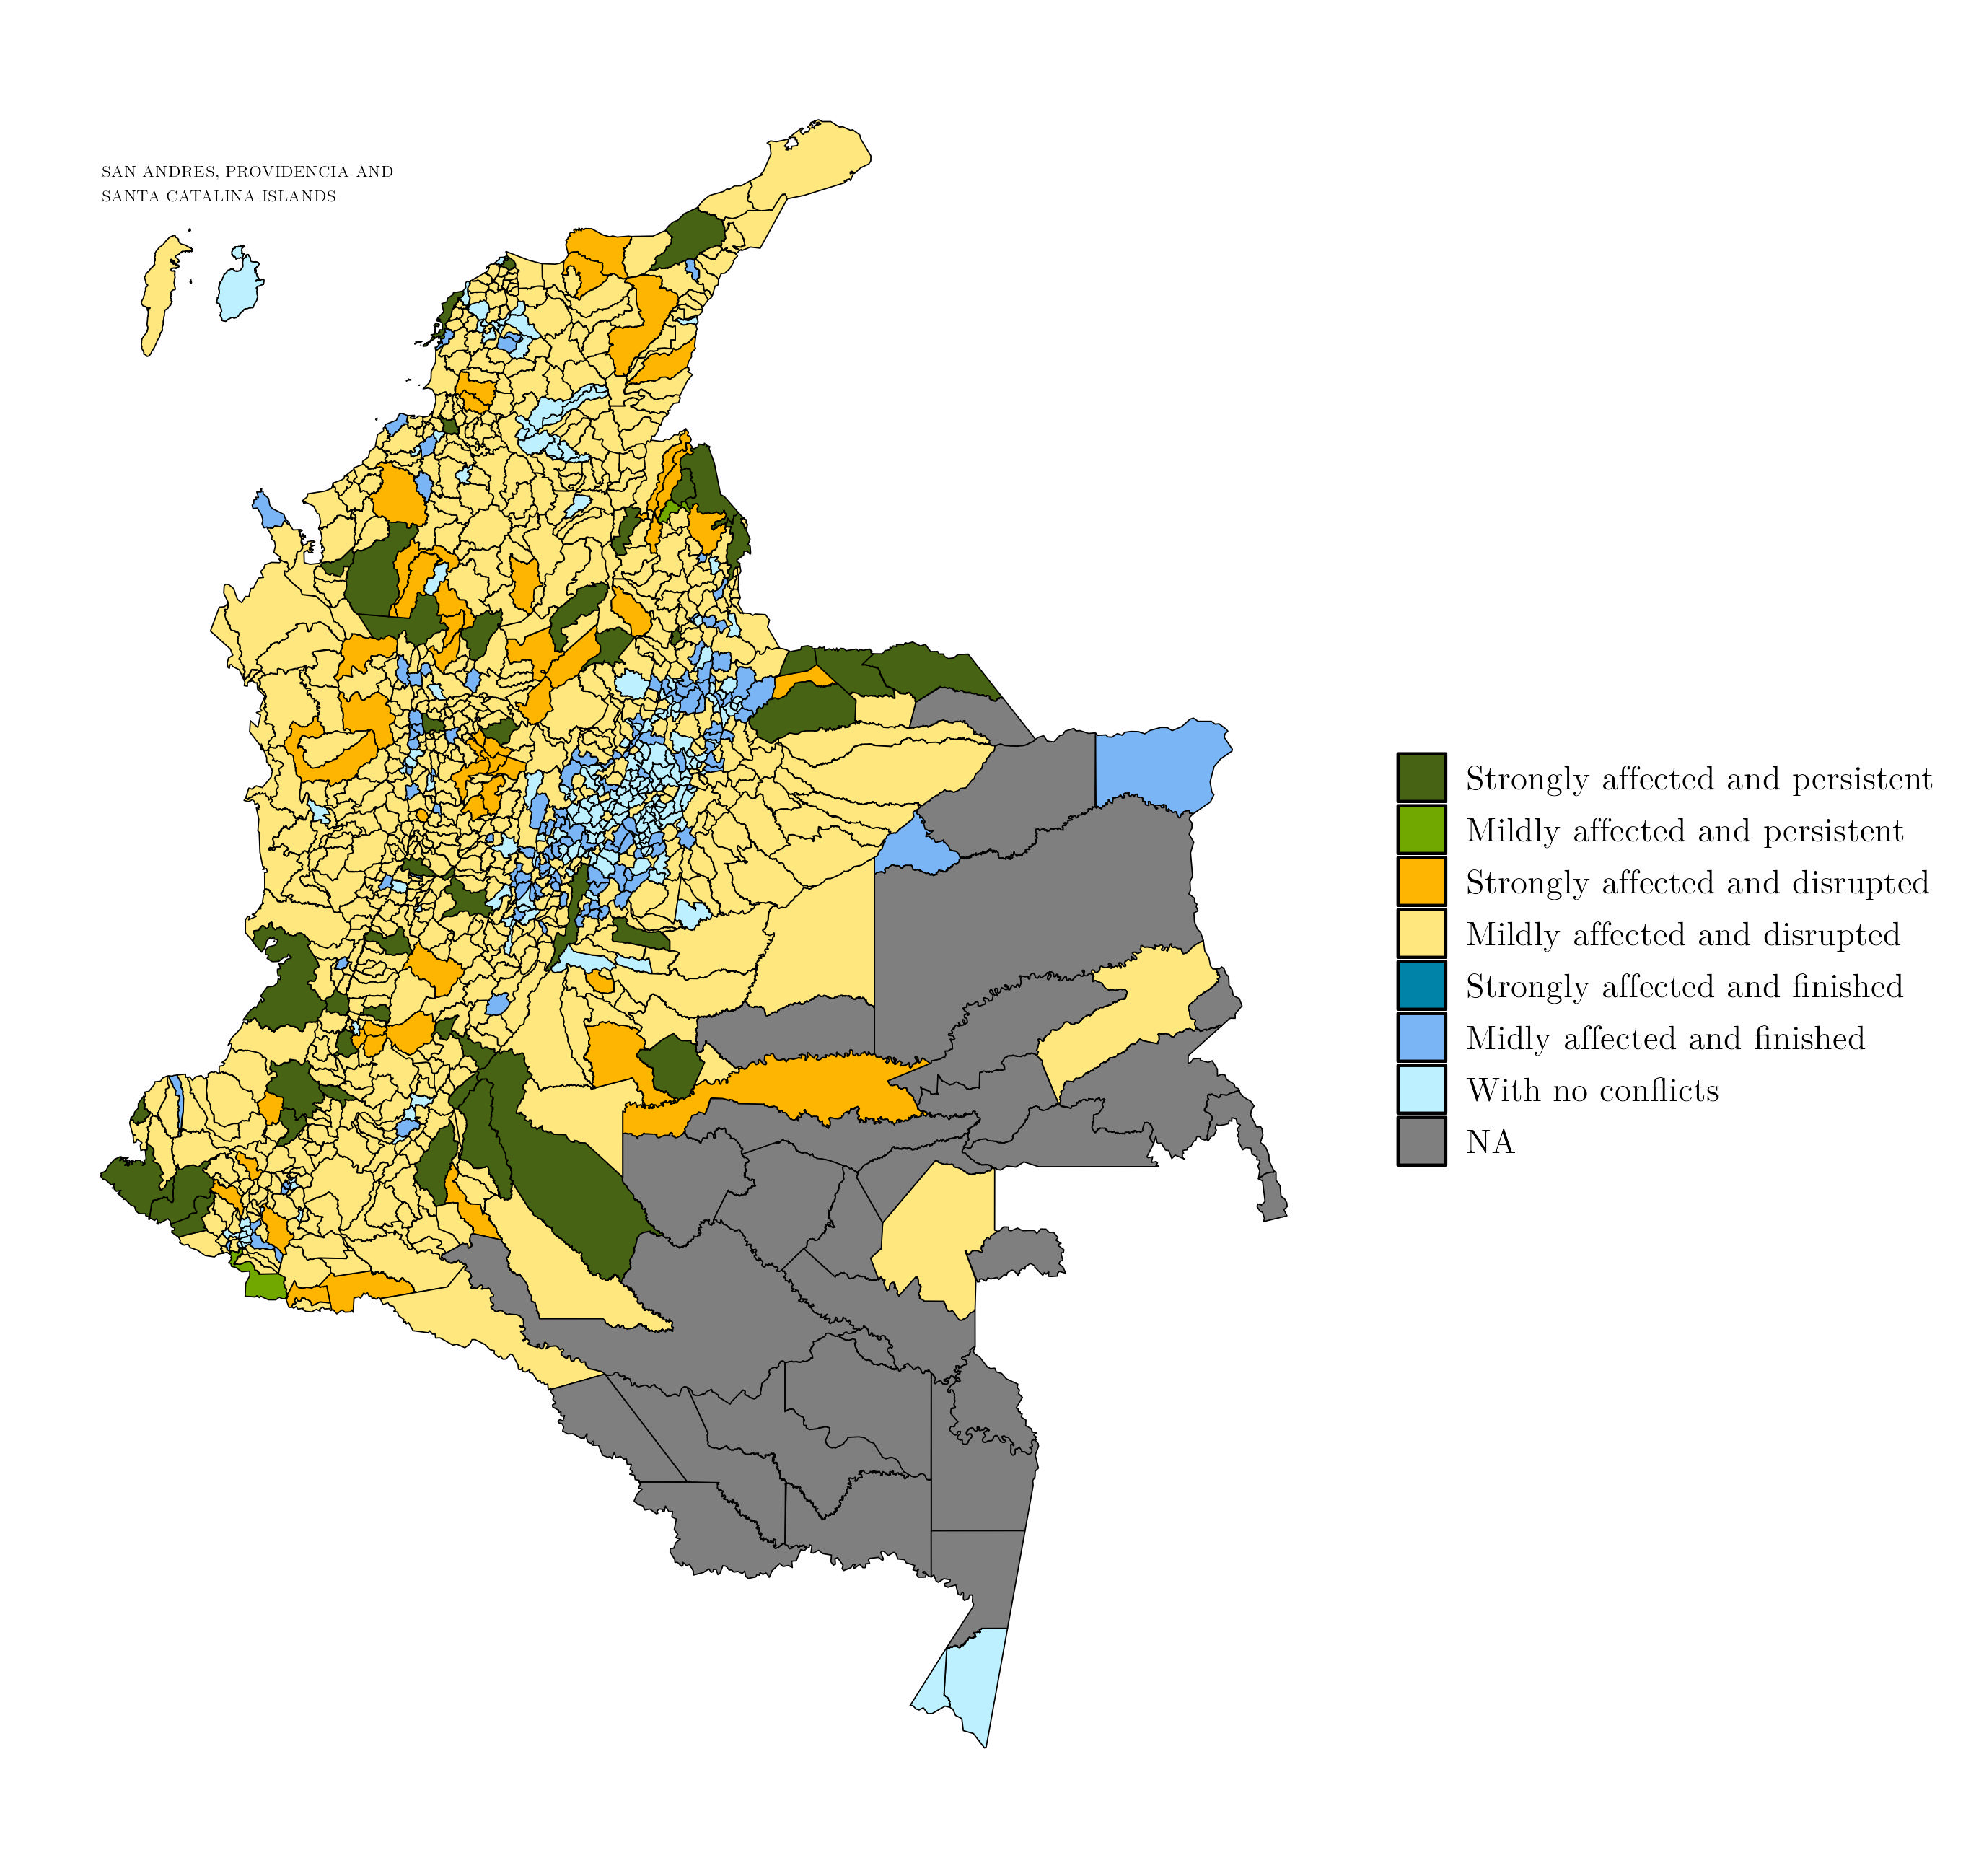 SAN ANDRES, PROVIDENCIA AND
SANTA CATALINA ISLANDS
Strongly affected and persistent
Mildly affected and persistent
Strongly affected and disrupted
Mildly affected and disrupted
Strongly affected and finished
Midly affected and finished
With no conflicts
NA